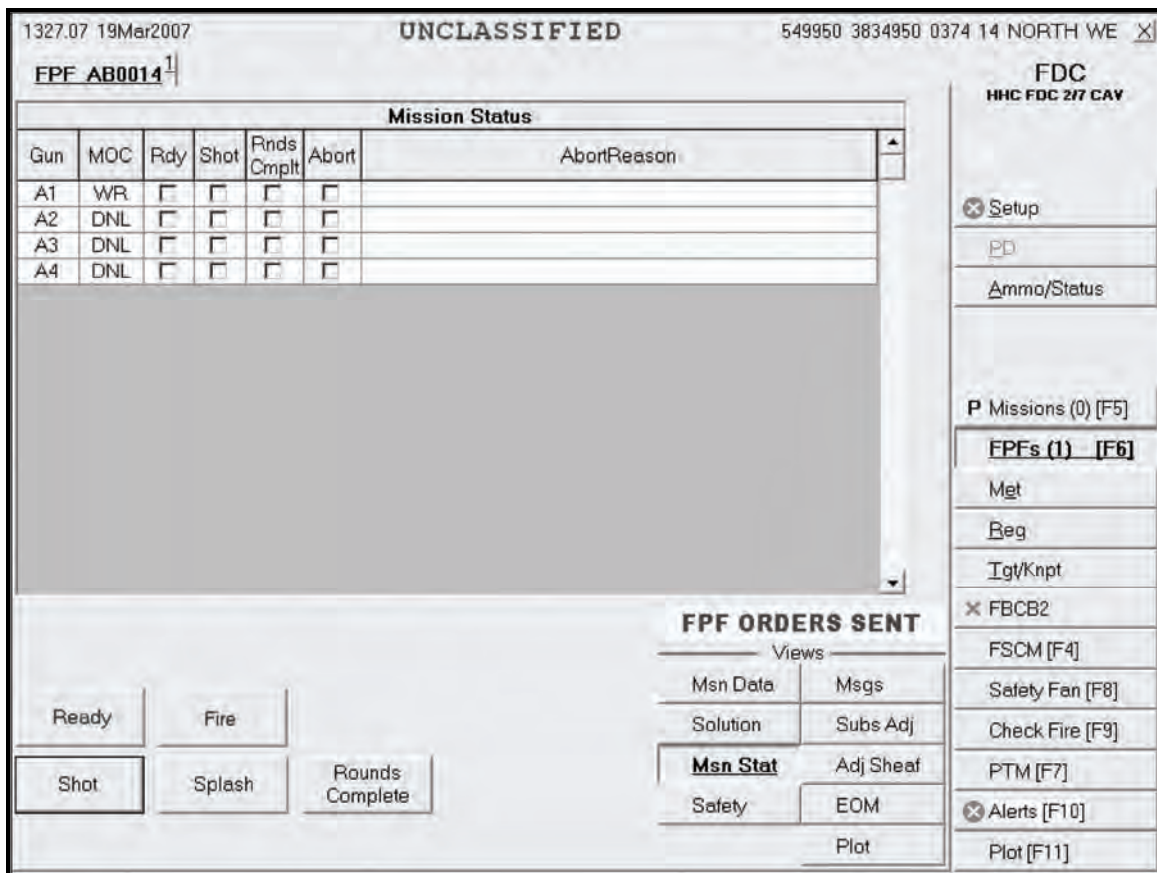 1327.07 19Mar2007 UNCLASSIFIED 549950 3834950 0374 14 NORTH WE X
FPF AB0014 1
FDC
HHC FDC 2/7 CAV
Mission Status
Gun MOC Rdy Shot Rnds Cmplt Abort AbortReason
A1 WR
A2 DNL
A3 DNL
A4 DNL
Setup
PD
Ammo/Status
P Missions (0) [F5]
FPFs (1) [F6]
Met
Reg
Tgt/Knpt
FBCB2
FSCM [F4]
Safety Fan [F8]
Check Fire [F9]
PTM [F7]
Alerts [F10]
Plot [F11]
FPF ORDERS SENT
Views
Msn Data Msgs
Solution Subs Adj
Msn Stat Adj Sheaf
Safety EOM
Plot
Ready Fire
Shot Splash Rounds Complete